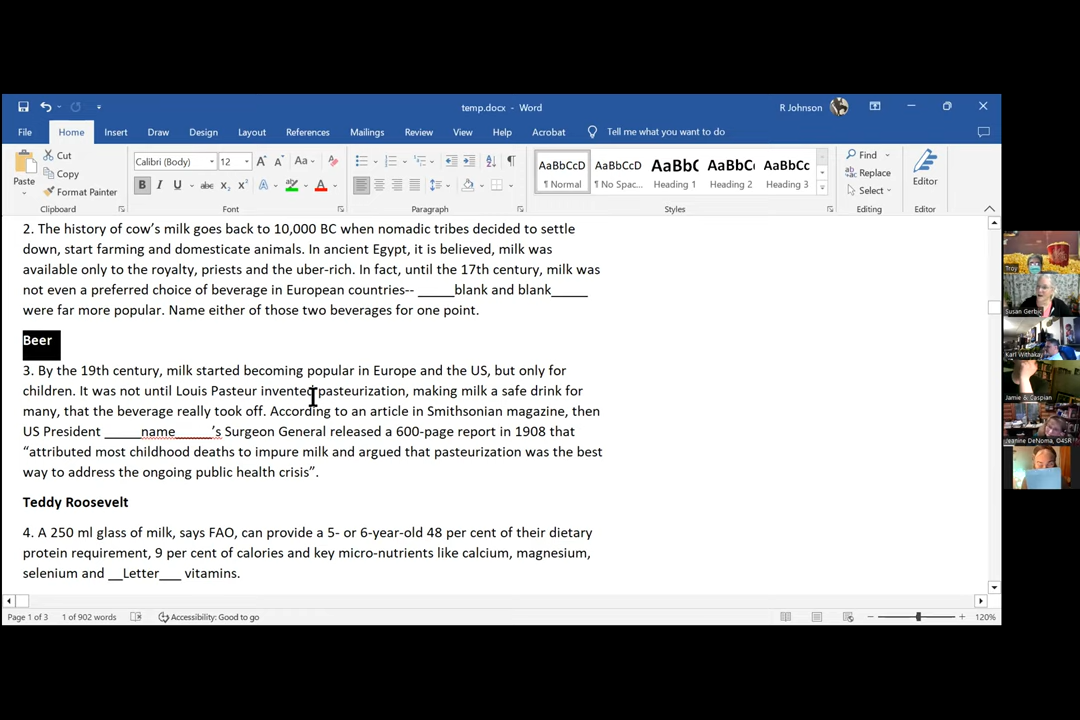 temp.docx - Word
R Johnson
File Home Insert Draw Design Layout References Mailings Review View Help Acrobat Tell me what you want to do
Paste
Cut
Copy
Format Painter
Calibri (Body) 12
AaBbCcD AaBbCcD AaBbC AaBbC AaBbCc
¶ Normal ¶ No Spac... Heading 1 Heading 2 Heading 3
Find
Replace
Select
Editor
Clipboard Font Paragraph Styles Editing Editor
2. The history of cow’s milk goes back to 10,000 BC when nomadic tribes decided to settle
down, start farming and domesticate animals. In ancient Egypt, it is believed, milk was
available only to the royalty, priests and the uber-rich. In fact, until the 17th century, milk was
not even a preferred choice of beverage in European countries-- _____blank and blank_____
were far more popular. Name either of those two beverages for one point.
Beer
3. By the 19th century, milk started becoming popular in Europe and the US, but only for
children. It was not until Louis Pasteur invented pasteurization, making milk a safe drink for
many, that the beverage really took off. According to an article in Smithsonian magazine, then
US President _____name_____’s Surgeon General released a 600-page report in 1908 that
“attributed most childhood deaths to impure milk and argued that pasteurization was the best
way to address the ongoing public health crisis”.
Teddy Roosevelt
4. A 250 ml glass of milk, says FAO, can provide a 5- or 6-year-old 48 per cent of their dietary
protein requirement, 9 per cent of calories and key micro-nutrients like calcium, magnesium,
selenium and __Letter___ vitamins.
Page 1 of 3 1 of 902 words Accessibility: Good to go 120%
Troy
Susan Gerbic
Karl Withakay
Jamie & Caspian
Jeanine DeNoma, O4SR